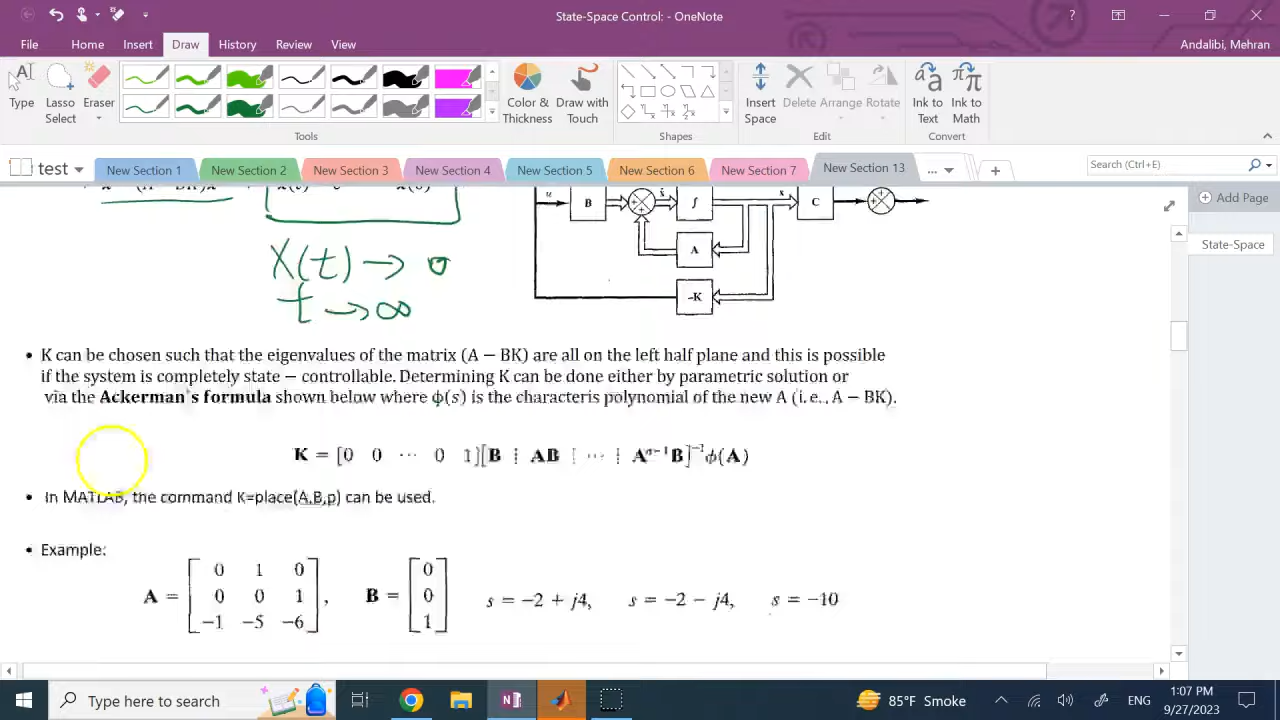 State-Space Control: - OneNote
?
File Home Insert Draw History Review View
Andalibi, Mehran
Type Lasso Select Eraser Color & Thickness Draw with Touch Insert Space Delete Arrange Rotate Ink to Text Ink to Math
Tools Shapes Edit Convert
test New Section 1 New Section 2 New Section 3 New Section 4 New Section 5 New Section 6 New Section 7 New Section 13 ... + Search (Ctrl+E)
Add Page
State-Space
u B ẋ ∫ x C
A
-K
X(t) → 0
t → ∞
• K can be chosen such that the eigenvalues of the matrix (A − BK) are all on the left half plane and this is possible
if the system is completely state − controllable. Determining K can be done either by parametric solution or
via the Ackerman's formula shown below where ϕ(s) is the characteris polynomial of the new A (i.e., A − BK).
K = [0 0 ⋯ 0 1][B ⋮ AB ⋮ ⋯ ⋮ Aⁿ⁻¹B]⁻¹ϕ(A)
• In MATLAB, the command K=place(A,B,p) can be used.
• Example:
A = [0 1 0
0 0 1
−1 −5 −6], B = [0
0
1] s = −2 + j4, s = −2 − j4, s = −10
Type here to search
85°F Smoke
ENG
1:07 PM
9/27/2023